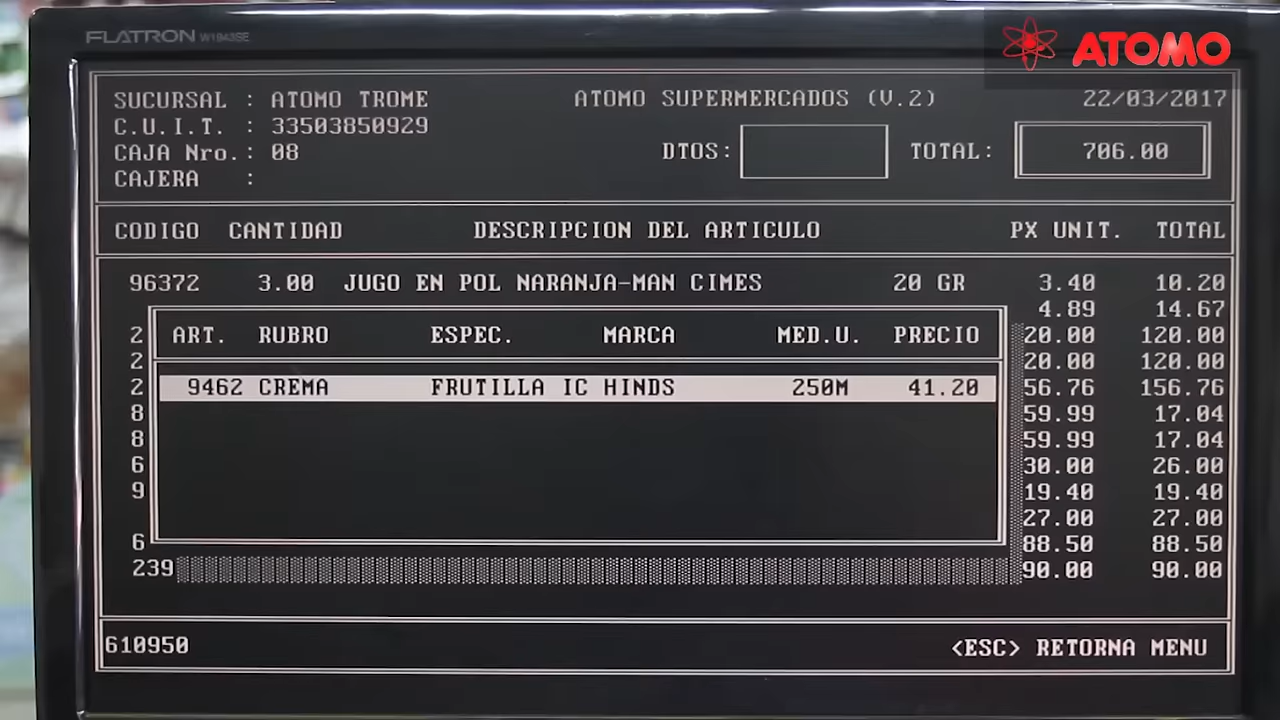 FLATRON W1943SE
ATOMO
SUCURSAL : ATOMO TROME ATOMO SUPERMERCADOS (V.2) 22/03/2017
C.U.I.T. : 33503850929
CAJA Nro.: 08 DTOS: TOTAL: 706.00
CAJERA :
CODIGO CANTIDAD DESCRIPCION DEL ARTICULO PX UNIT. TOTAL
96372 3.00 JUGO EN POL NARANJA-MAN CIMES 20 GR 3.40 10.20
4.89 14.67
2 ART. RUBRO ESPEC. MARCA MED.U. PRECIO 20.00 120.00
2 20.00 120.00
2 9462 CREMA FRUTILLA IC HINDS 250M 41.20 56.76 156.76
8 59.99 17.04
8 59.99 17.04
6 30.00 26.00
9 19.40 19.40
27.00 27.00
6 88.50 88.50
239 90.00 90.00
610950 <ESC> RETORNA MENU